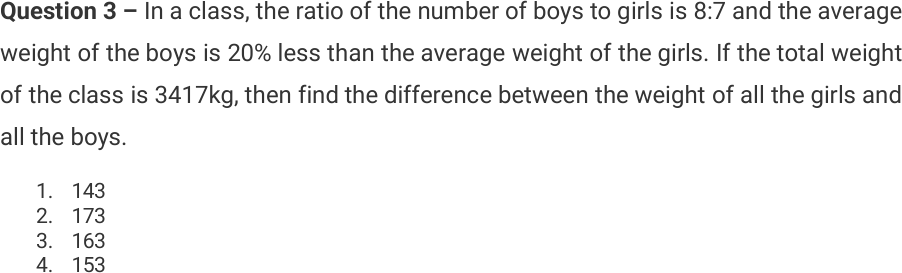 Question 3 – In a class, the ratio of the number of boys to girls is 8:7 and the average
weight of the boys is 20% less than the average weight of the girls. If the total weight
of the class is 3417kg, then find the difference between the weight of all the girls and
all the boys.
1. 143
2. 173
3. 163
4. 153